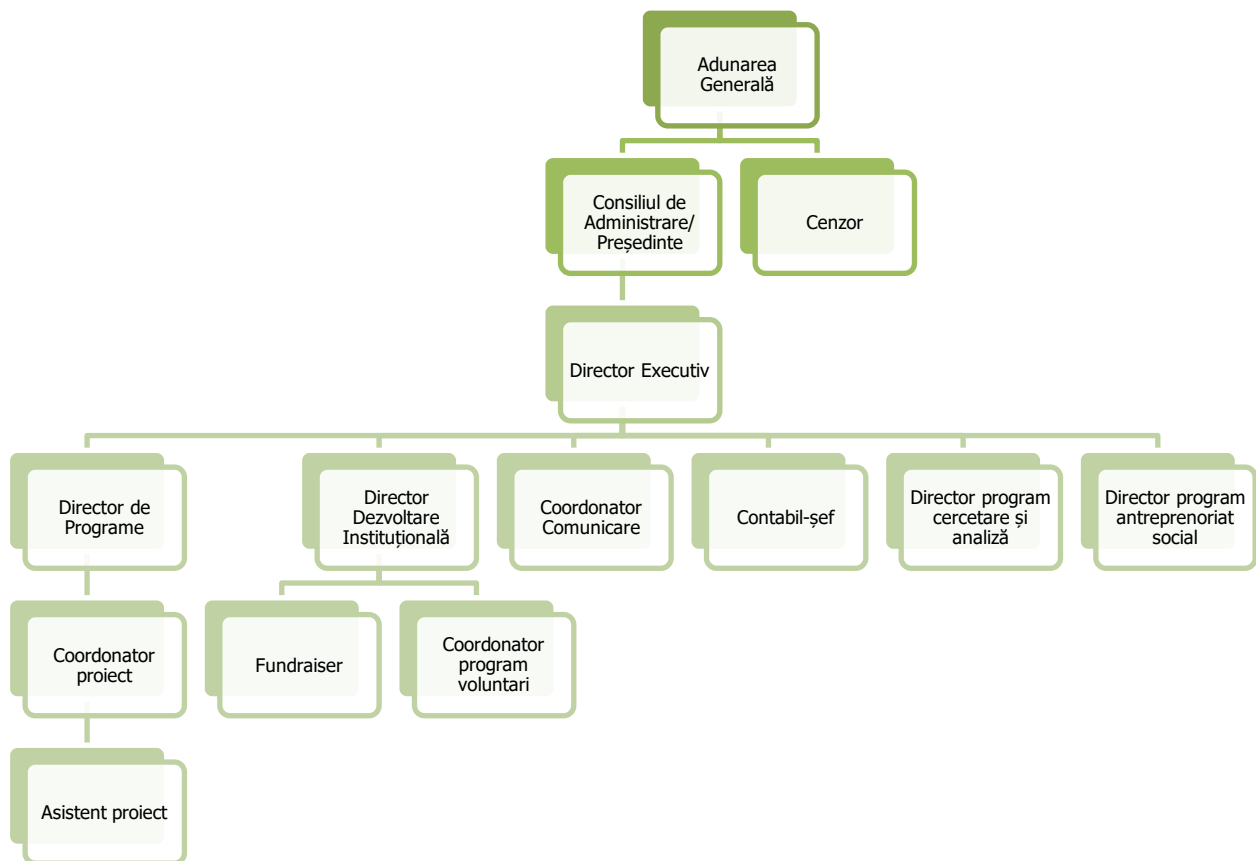 Adunarea
Generală
Consiliul de
Administrare/
Președinte
Cenzor
Director Executiv
Director de
Programe
Director
Dezvoltare
Instituțională
Coordonator
Comunicare
Contabil-șef
Director program
cercetare și
analiză
Director program
antreprenoriat
social
Coordonator
proiect
Fundraiser
Coordonator
program
voluntari
Asistent proiect